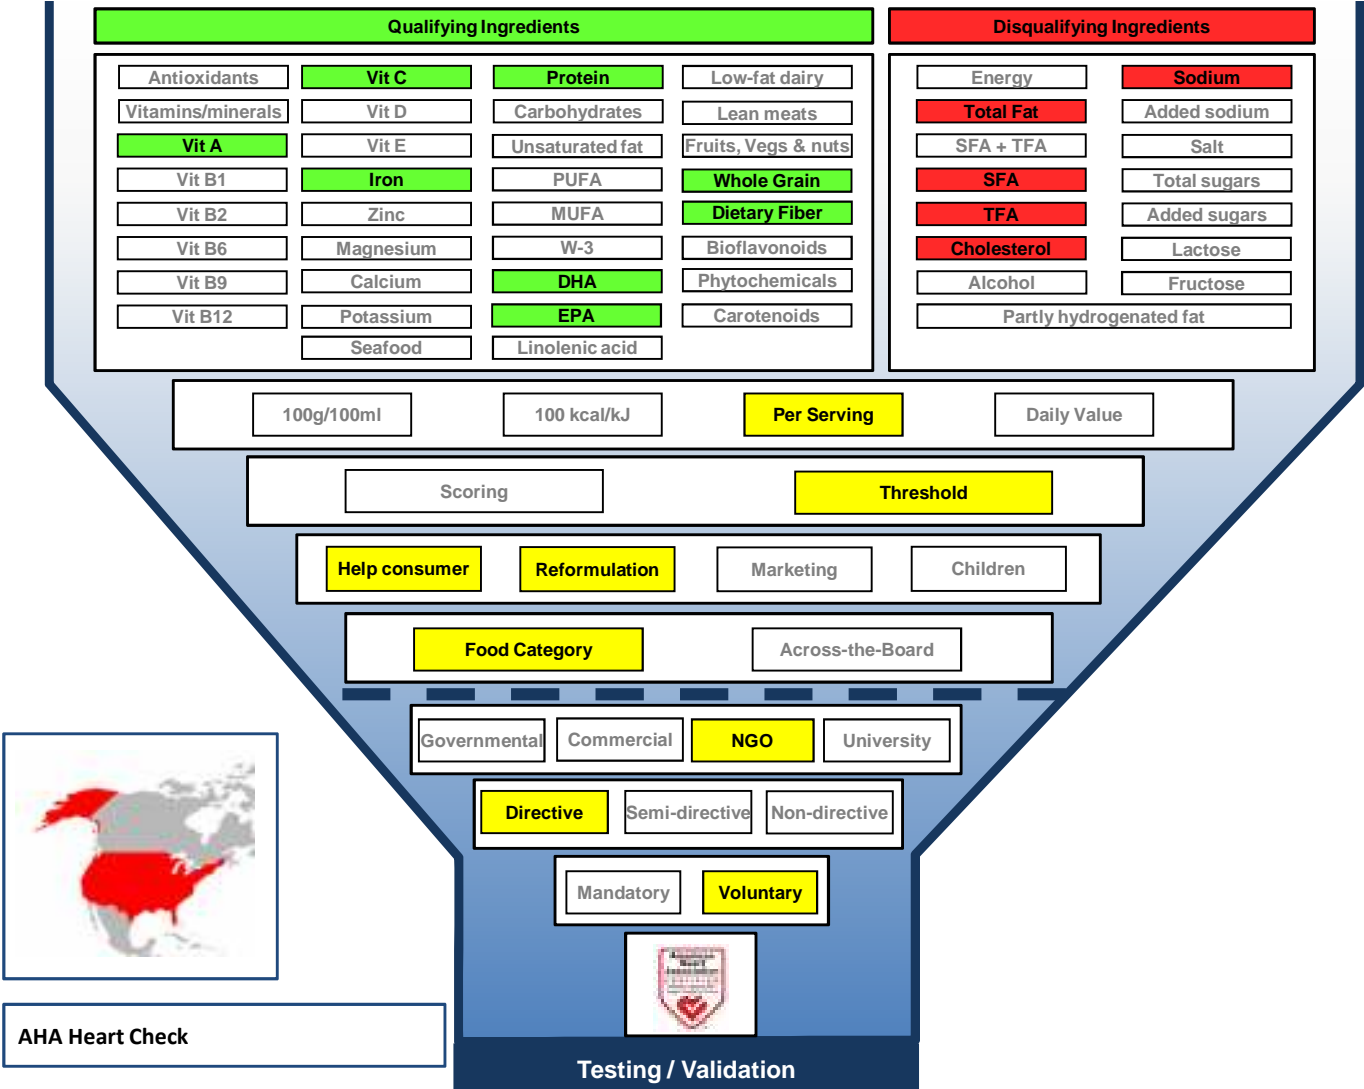 Qualifying Ingredients
Disqualifying Ingredients
Antioxidants
Vit C
Protein
Low-fat dairy
Energy
Sodium
Vitamins/minerals
Vit D
Carbohydrates
Lean meats
Total Fat
Added sodium
Vit A
Vit E
Unsaturated fat
Fruits, Vegs & nuts
SFA + TFA
Salt
Vit B1
Iron
PUFA
Whole Grain
SFA
Total sugars
Vit B2
Zinc
MUFA
Dietary Fiber
TFA
Added sugars
Vit B6
Magnesium
W-3
Bioflavonoids
Cholesterol
Lactose
Vit B9
Calcium
DHA
Phytochemicals
Alcohol
Fructose
Vit B12
Potassium
EPA
Carotenoids
Partly hydrogenated fat
Seafood
Linolenic acid
100g/100ml
100 kcal/kJ
Per Serving
Daily Value
Scoring
Threshold
Help consumer
Reformulation
Marketing
Children
Food Category
Across-the-Board
Governmental
Commercial
NGO
University
Directive
Semi-directive
Non-directive
Mandatory
Voluntary
American
Heart
Association
AHA Heart Check
Testing / Validation